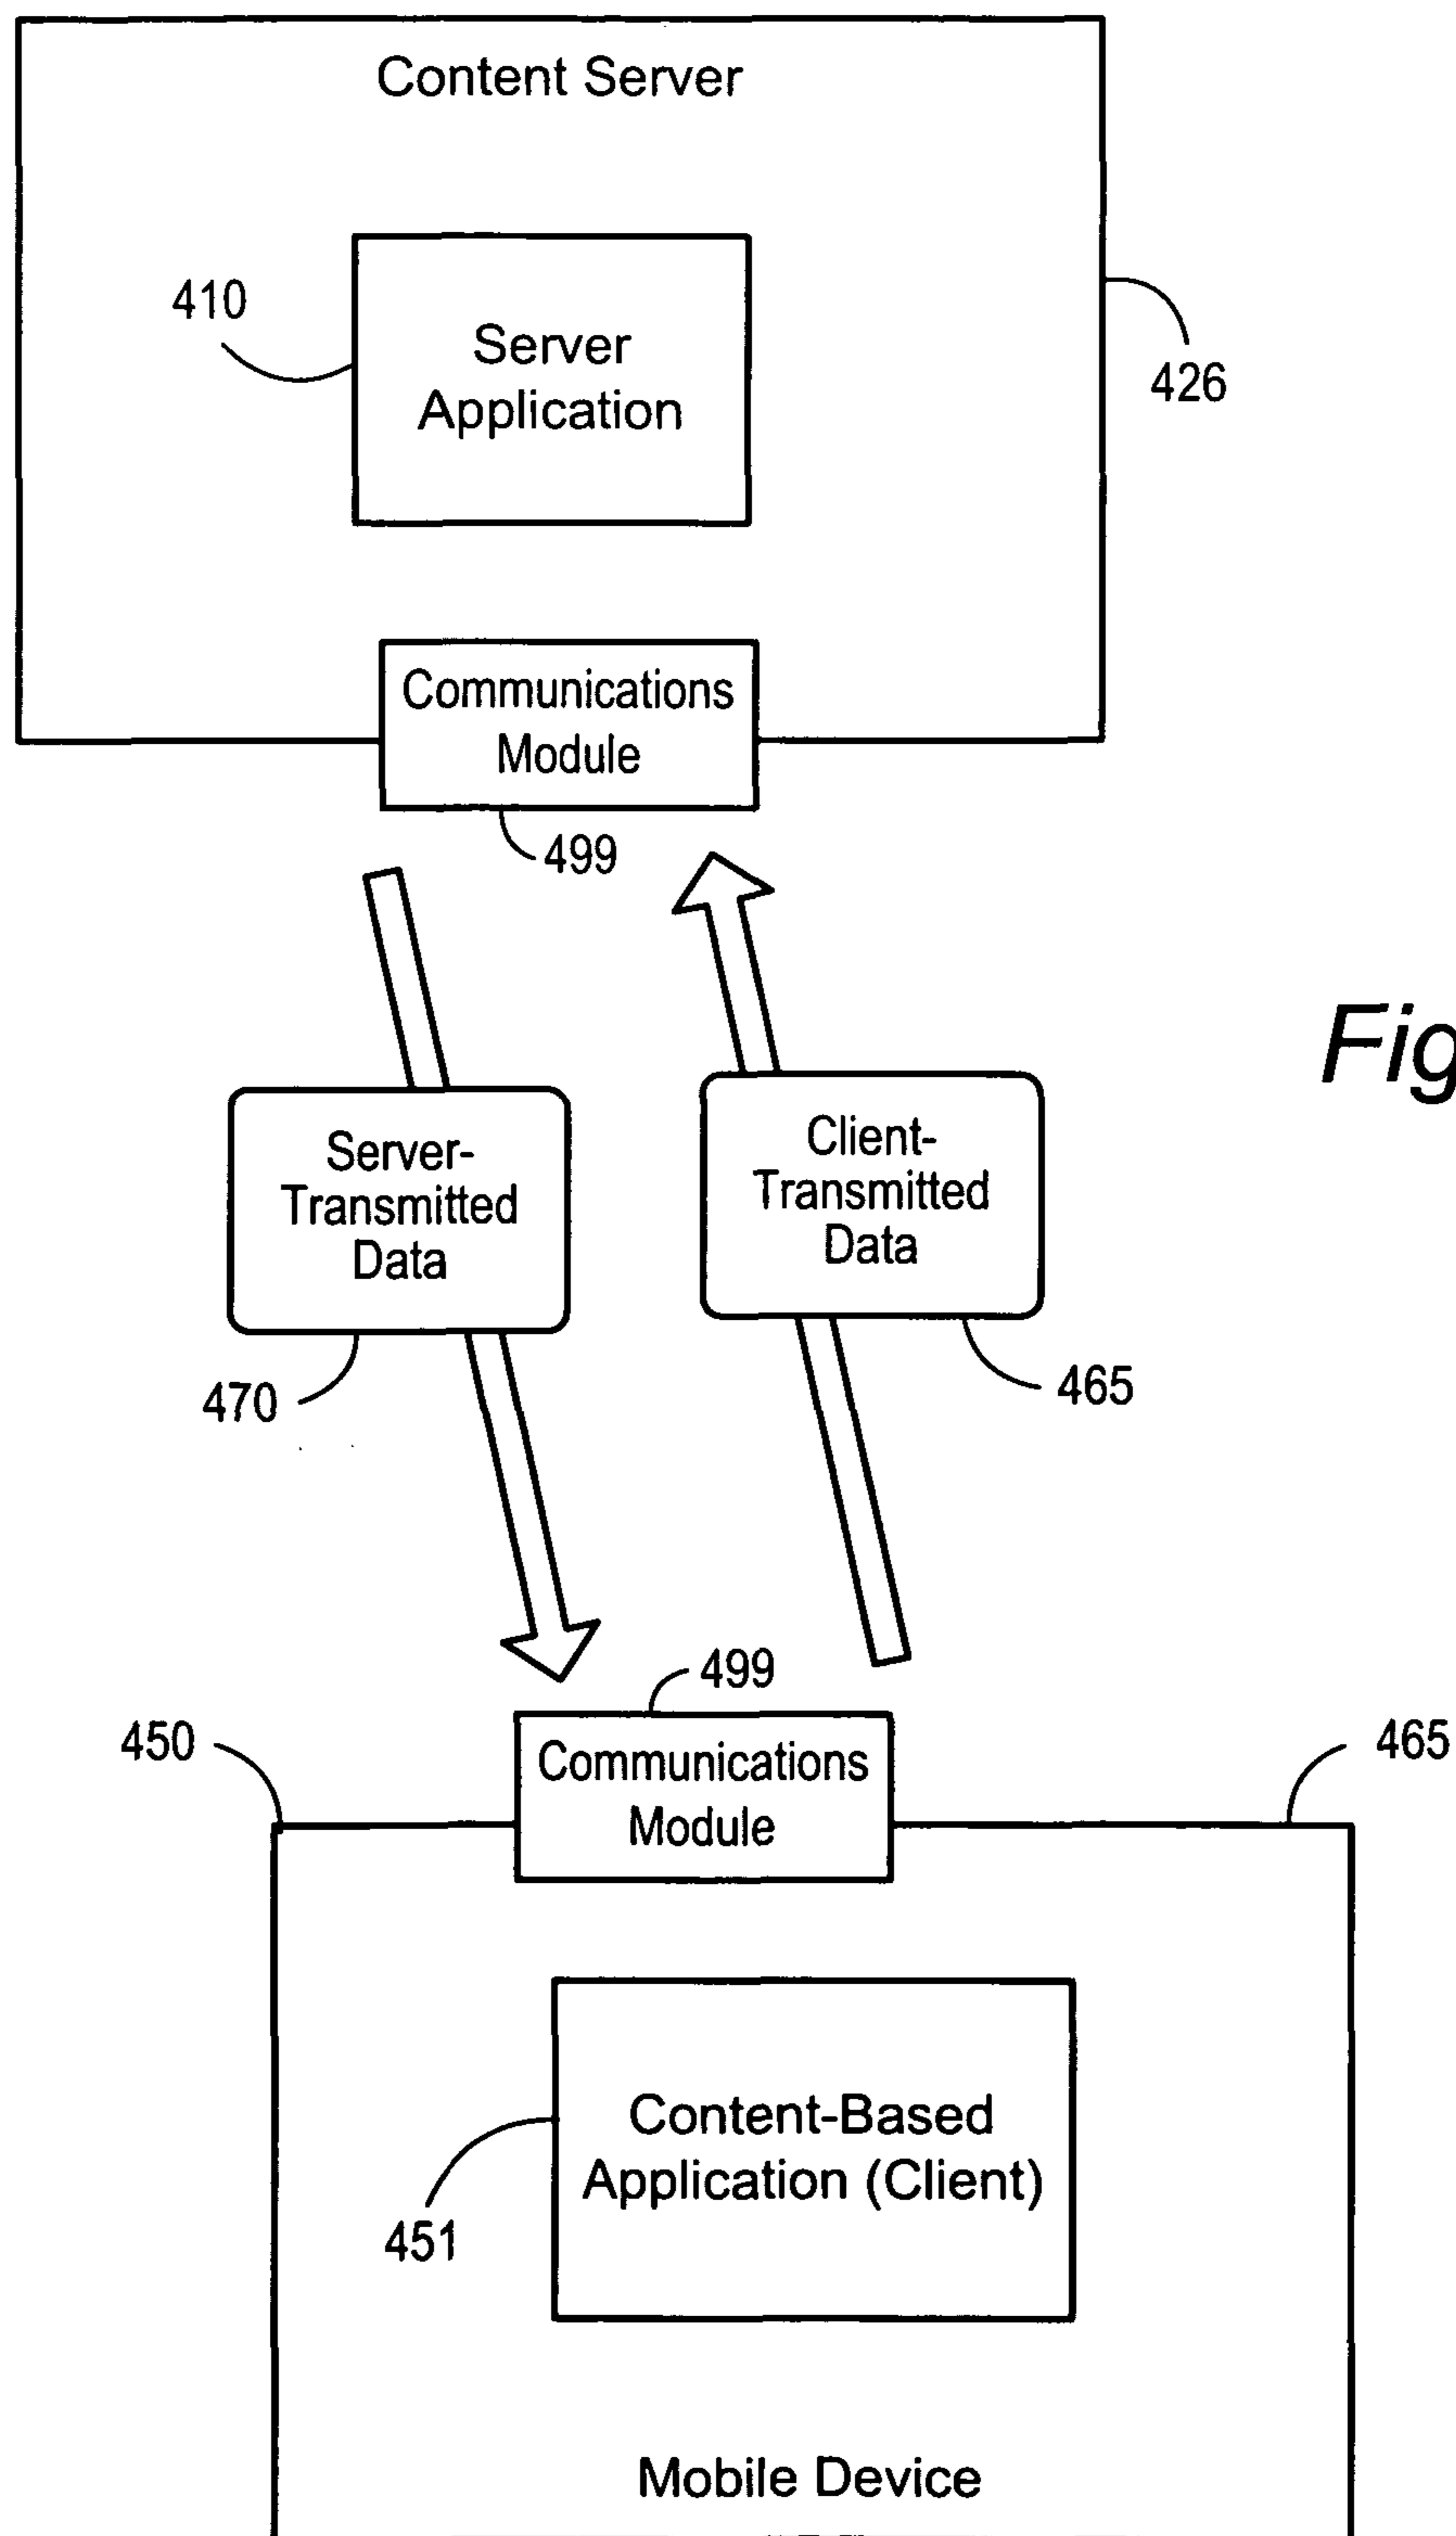 Content Server
410
Server
Application
426
Communications
Module
499
Fig
Server-
Transmitted
Data
Client-
Transmitted
Data
470
465
499
450
465
Communications
Module
Content-Based
Application (Client)
451
Mobile Device